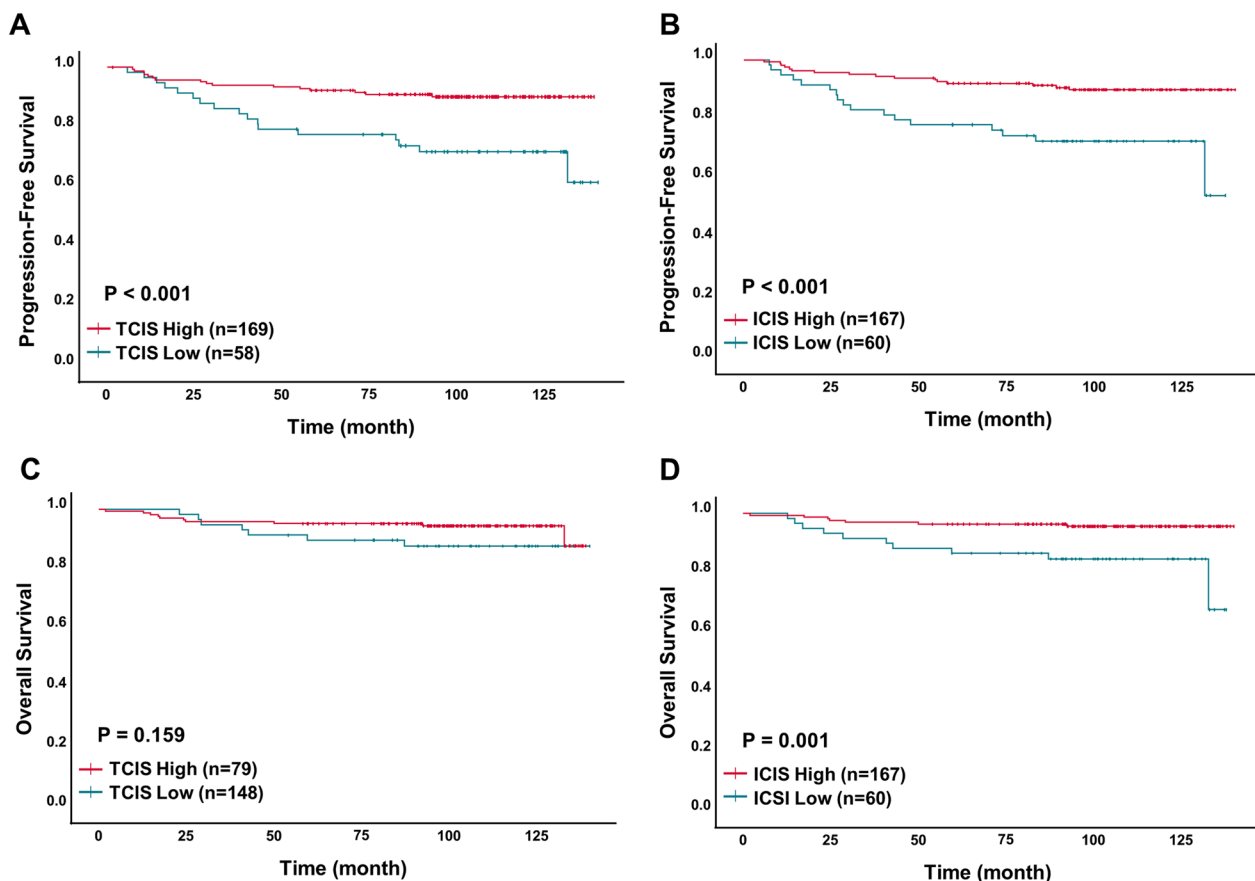 A
1.0
0.8
0.6
0.4
0.2
0.0
Progression-Free Survival
P < 0.001
TCIS High (n=169)
TCIS Low (n=58)
0 25 50 75 100 125
Time (month)
B
1.0
0.8
0.6
0.4
0.2
0.0
Progression-Free Survival
P < 0.001
ICIS High (n=167)
ICIS Low (n=60)
0 25 50 75 100 125
Time (month)
C
1.0
0.8
0.6
0.4
0.2
0.0
Overall Survival
P = 0.159
TCIS High (n=79)
TCIS Low (n=148)
0 25 50 75 100 125
Time (month)
D
1.0
0.8
0.6
0.4
0.2
0.0
Overall Survival
P = 0.001
ICIS High (n=167)
ICSI Low (n=60)
0 25 50 75 100 125
Time (month)